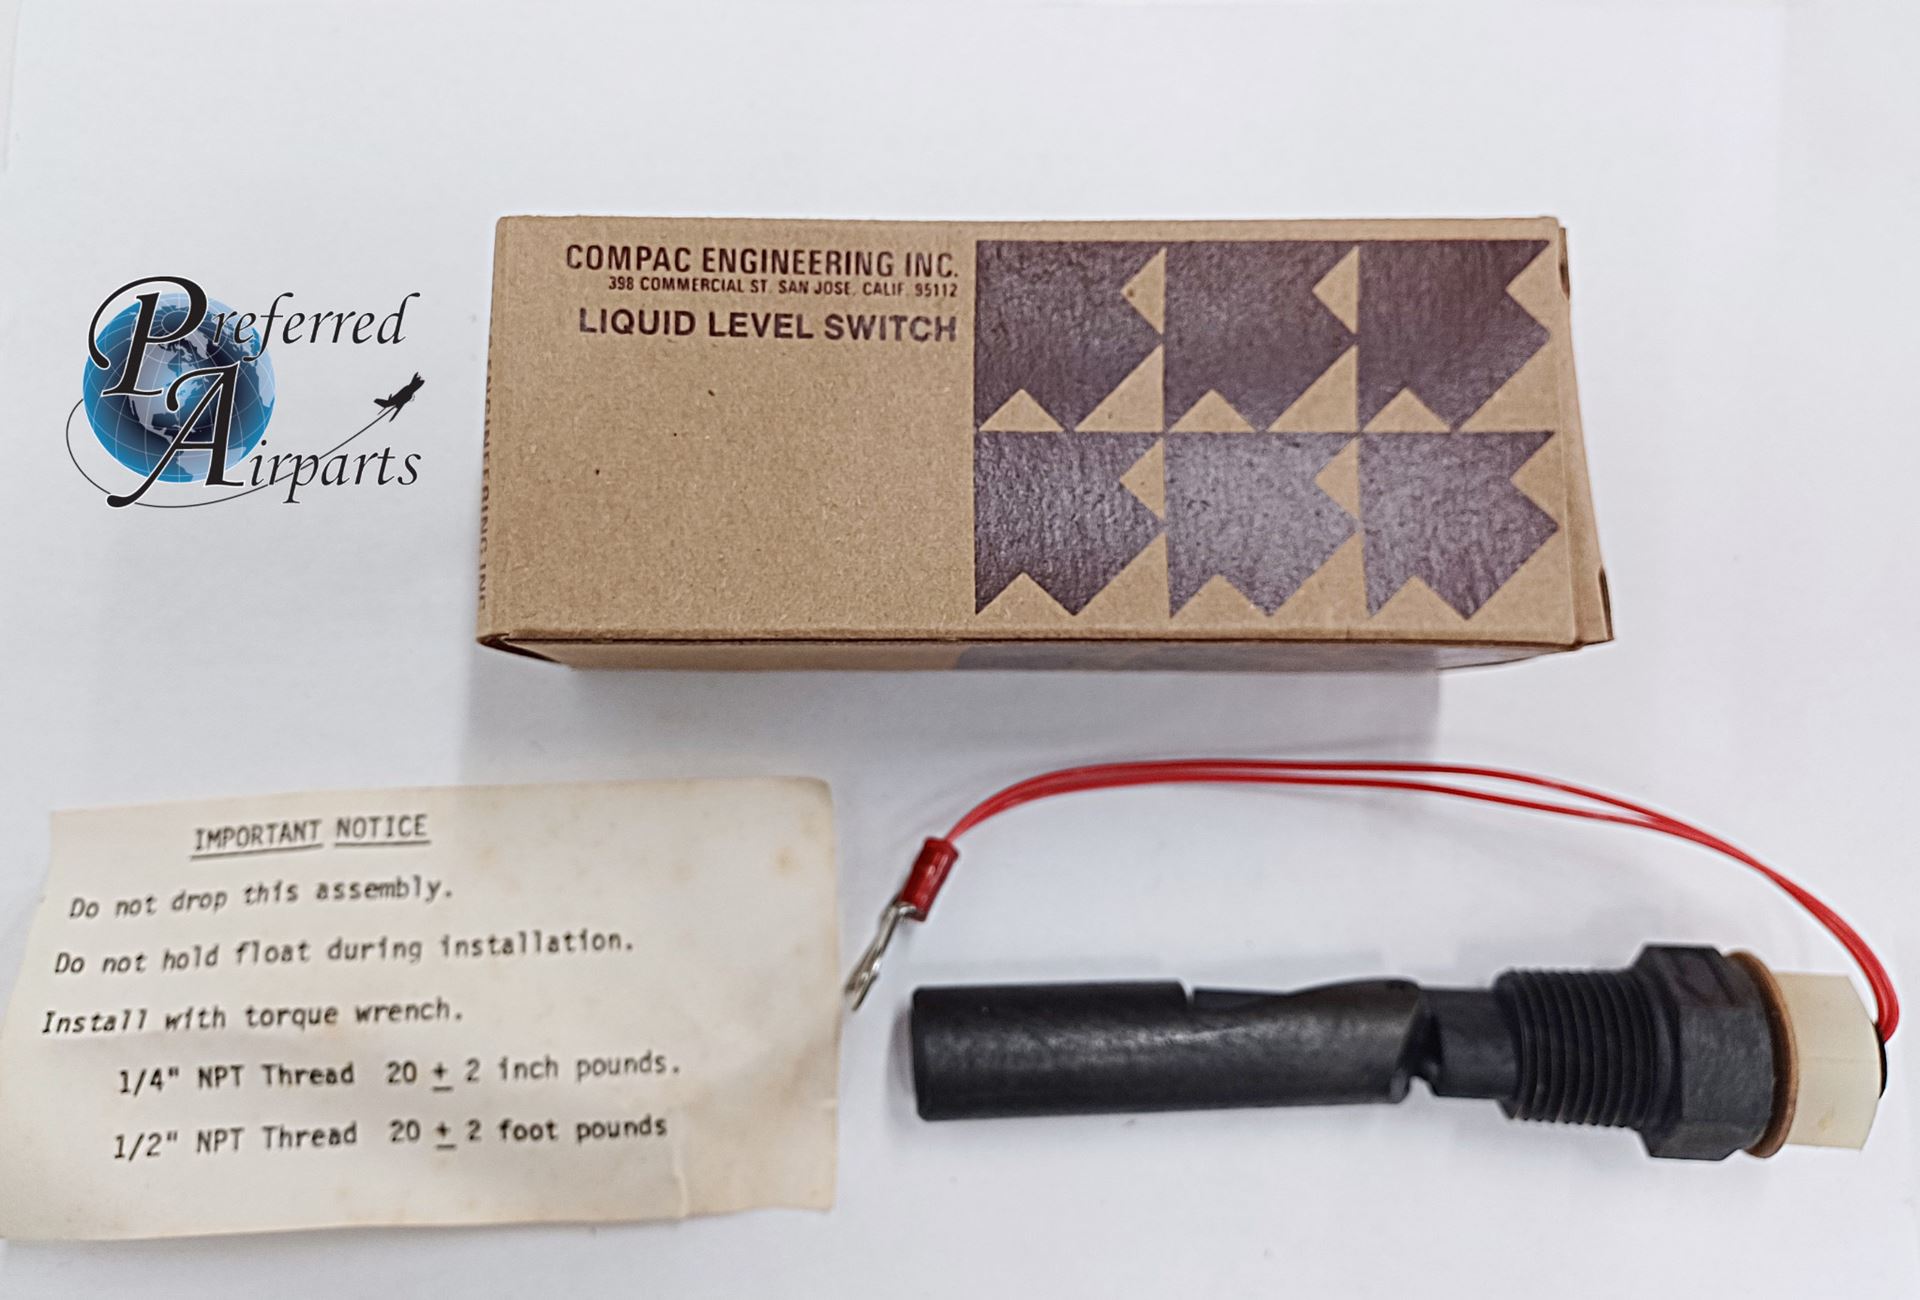 Preferred
Airparts
COMPAC ENGINEERING INC.
398 COMMERCIAL ST. SAN JOSE, CALIF. 95112
LIQUID LEVEL SWITCH
ENGINEERING INC.
IMPORTANT NOTICE
Do not drop this assembly.
Do not hold float during installation.
Install with torque wrench.
1/4" NPT Thread 20 ± 2 inch pounds.
1/2" NPT Thread 20 ± 2 foot pounds